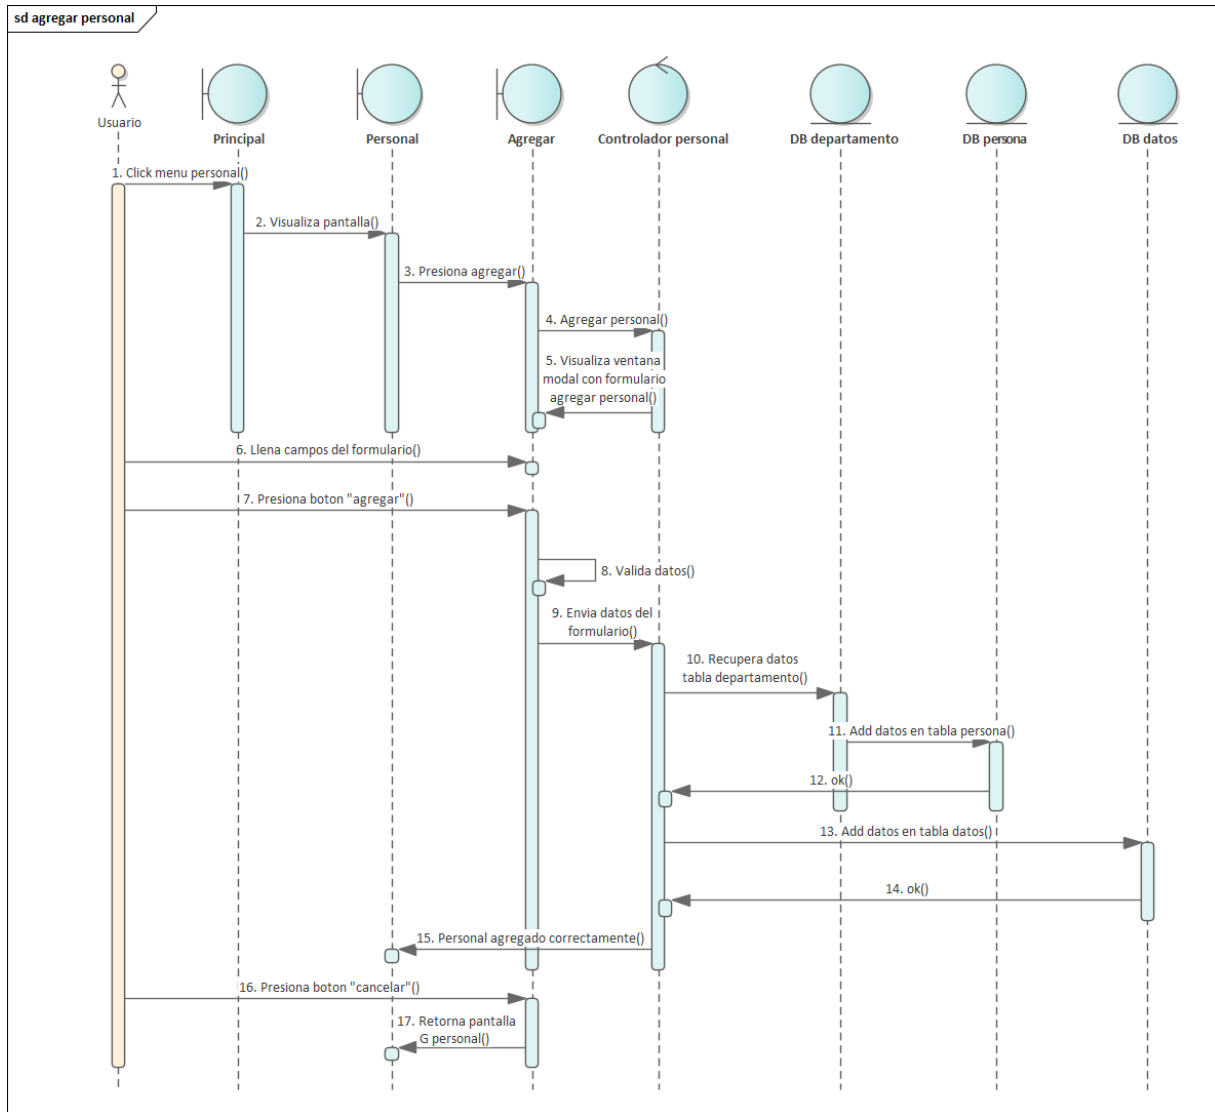 sd agregar personal
Usuario
Principal
Personal
Agregar
Controlador personal
DB departamento
DB persona
DB datos
1. Click menu personal()
2. Visualiza pantalla()
3. Presiona agregar()
4. Agregar personal()
5. Visualiza ventana
modal con formulario
agregar personal()
6. Llena campos del formulario()
7. Presiona boton "agregar"()
8. Valida datos()
9. Envia datos del
formulario()
10. Recupera datos
tabla departamento()
11. Add datos en tabla persona()
12. ok()
13. Add datos en tabla datos()
14. ok()
15. Personal agregado correctamente()
16. Presiona boton "cancelar"()
17. Retorna pantalla
G personal()